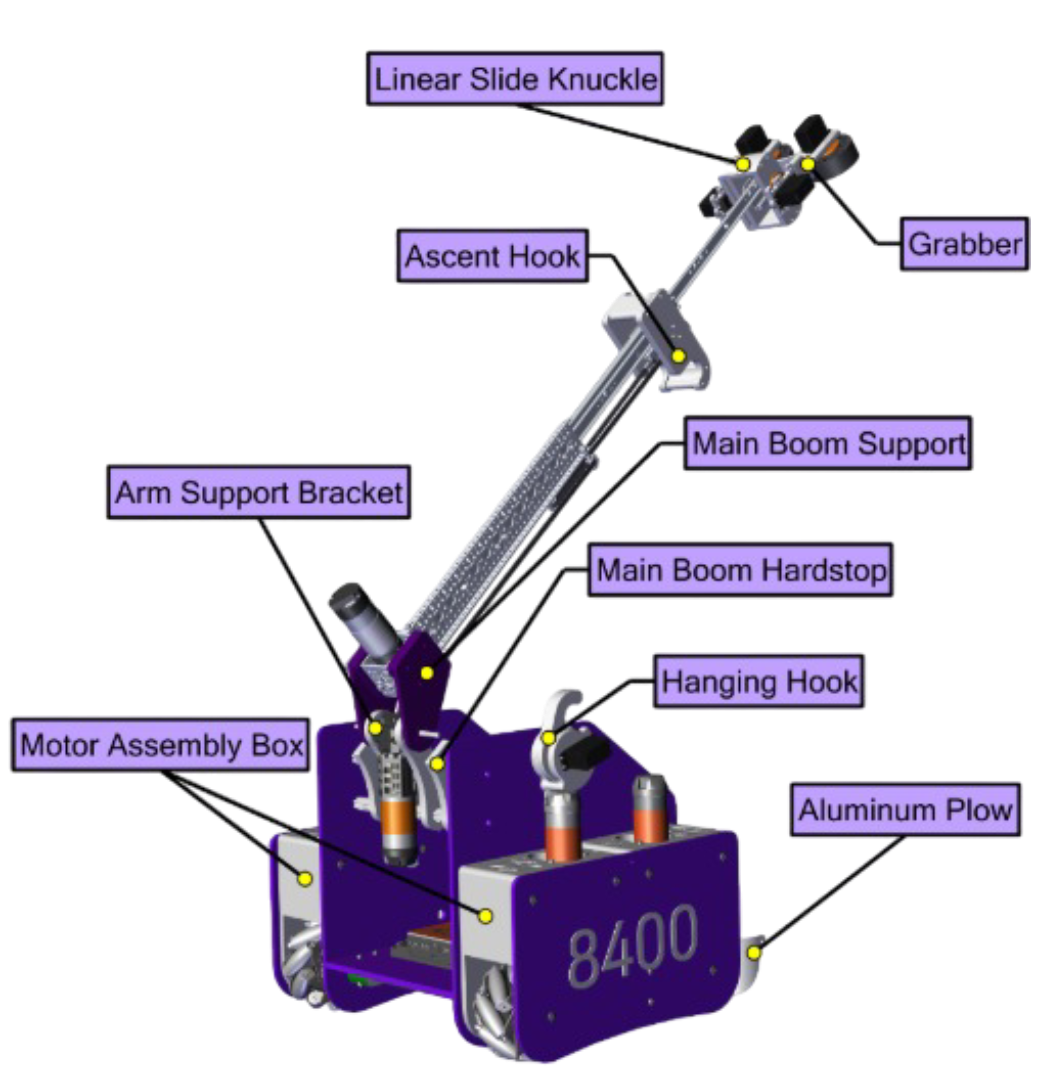 Linear Slide Knuckle
Grabber
Ascent Hook
Main Boom Support
Arm Support Bracket
Main Boom Hardstop
Hanging Hook
Motor Assembly Box
Aluminum Plow
8400